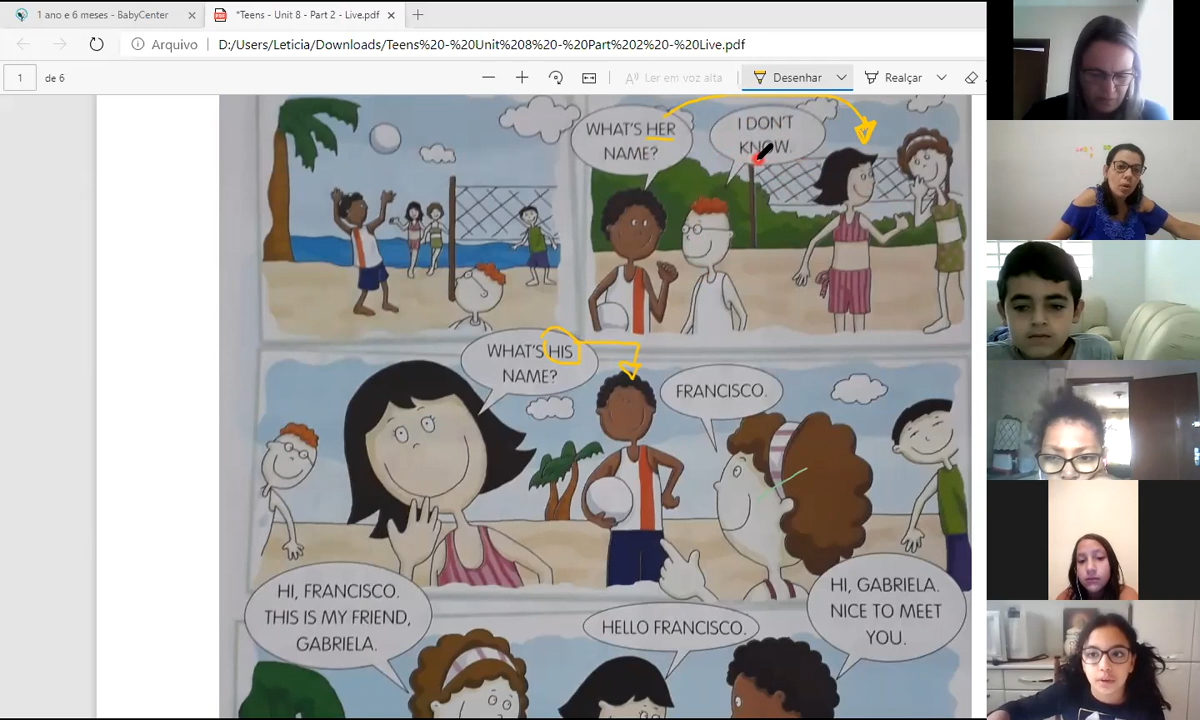 1 ano e 6 meses - BabyCenter
*Teens - Unit 8 - Part 2 - Live.pdf
Arquivo
D:/Users/Leticia/Downloads/Teens%20-%20Unit%208%20-%20Part%202%20-%20Live.pdf
1
de 6
Ler em voz alta
Desenhar
Realçar
WHAT'S HER
NAME?
I DON'T
KNOW.
WHAT'S HIS
NAME?
FRANCISCO.
HI, FRANCISCO.
THIS IS MY FRIEND,
GABRIELA.
HELLO FRANCISCO.
HI, GABRIELA.
NICE TO MEET
YOU.